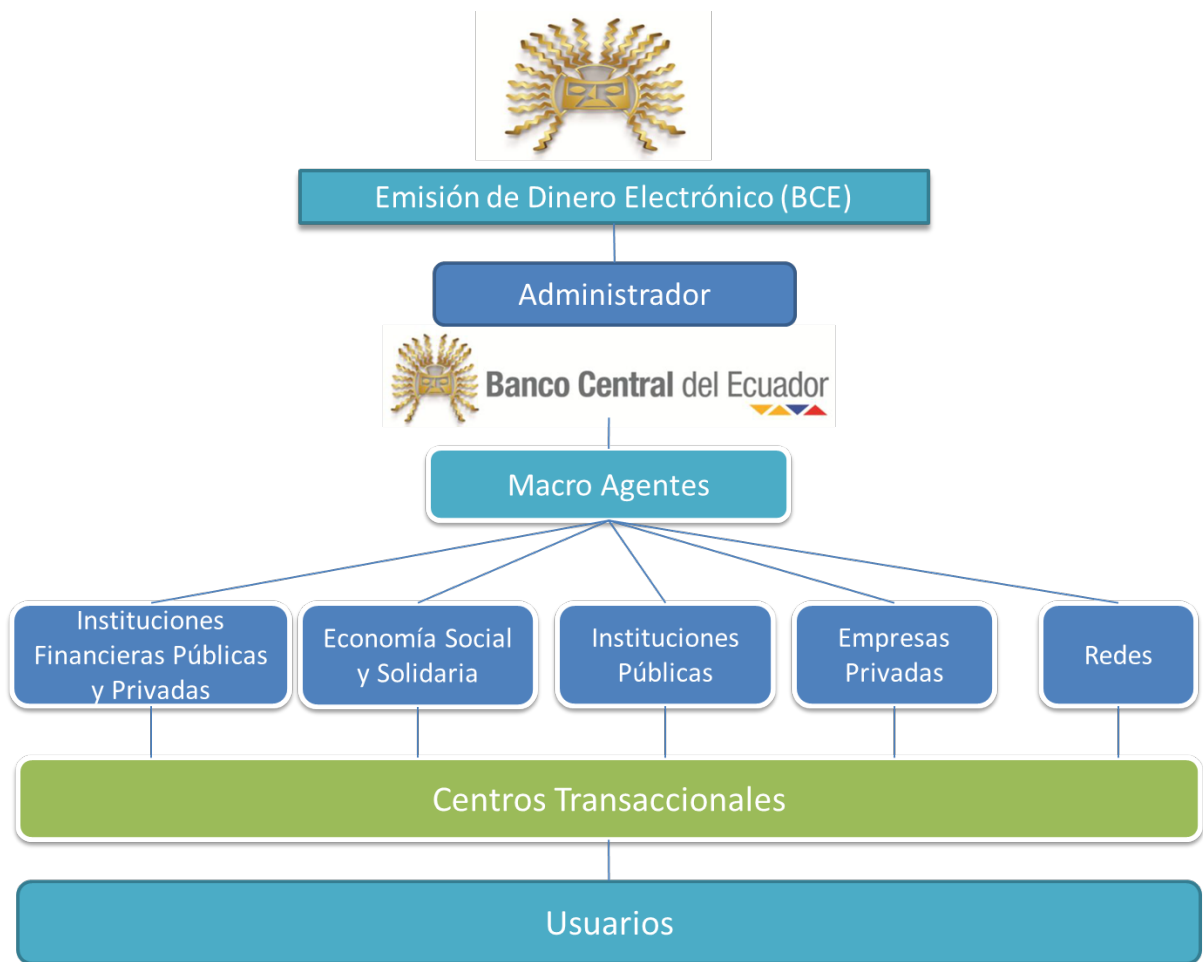 Emisión de Dinero Electrónico (BCE)
Administrador
Banco Central del Ecuador
Macro Agentes
Instituciones
Financieras Públicas
y Privadas
Economía Social
y Solidaria
Instituciones
Públicas
Empresas
Privadas
Redes
Centros Transaccionales
Usuarios